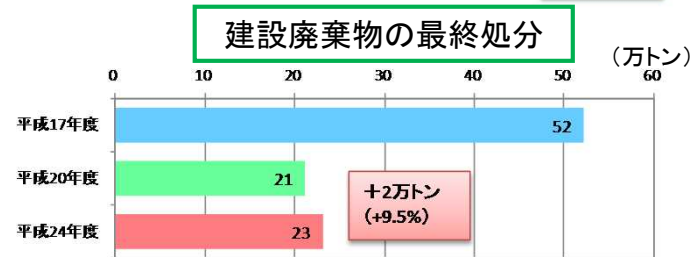 建設廃棄物の最終処分
(万トン)
0 10 20 30 40 50 60
平成17年度 52
平成20年度 21
平成24年度 23
+2万トン
(+9.5%)